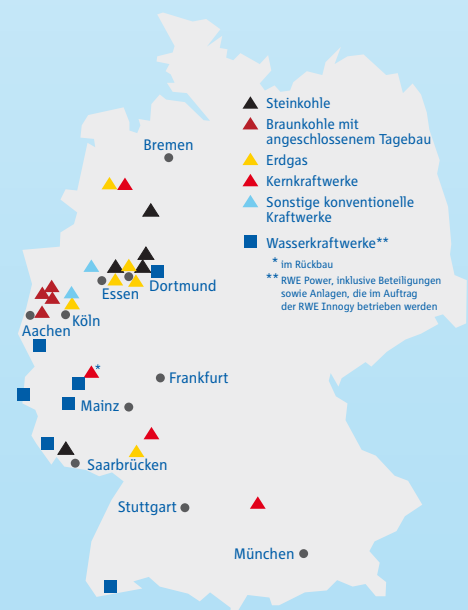 Steinkohle
Braunkohle mit
angeschlossenem Tagebau
Erdgas
Kernkraftwerke
Sonstige konventionelle
Kraftwerke
Wasserkraftwerke**
* im Rückbau
** RWE Power, inklusive Beteiligungen
sowie Anlagen, die im Auftrag
der RWE Innogy betrieben werden
Bremen
Dortmund
Essen
Köln
Aachen
*
Frankfurt
Mainz
Saarbrücken
Stuttgart
München